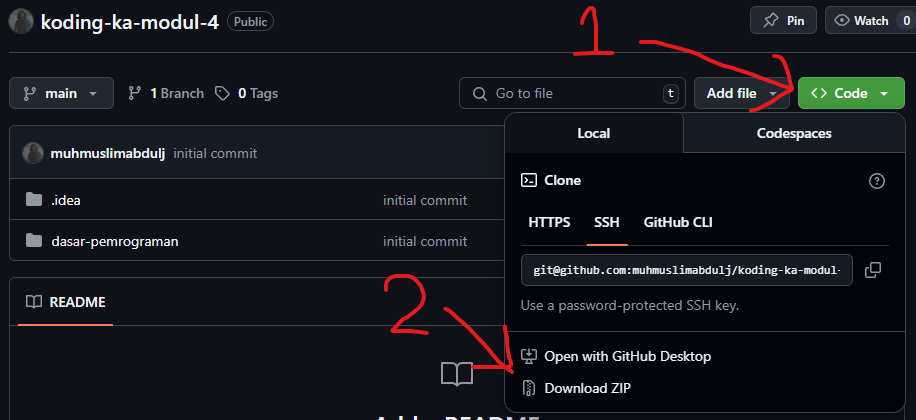 koding-ka-modul-4 Public
1
Pin
Watch 0
main
1 Branch
0 Tags
Go to file t
Add file
<> Code
Local
Codespaces
muhmuslimabdulj initial commit
Clone
.idea initial commit
HTTPS
SSH
GitHub CLI
dasar-pemrograman initial commit
git@github.com:muhmuslimabdulj/koding-ka-modul-
README
2
Use a password-protected SSH key.
Open with GitHub Desktop
Download ZIP